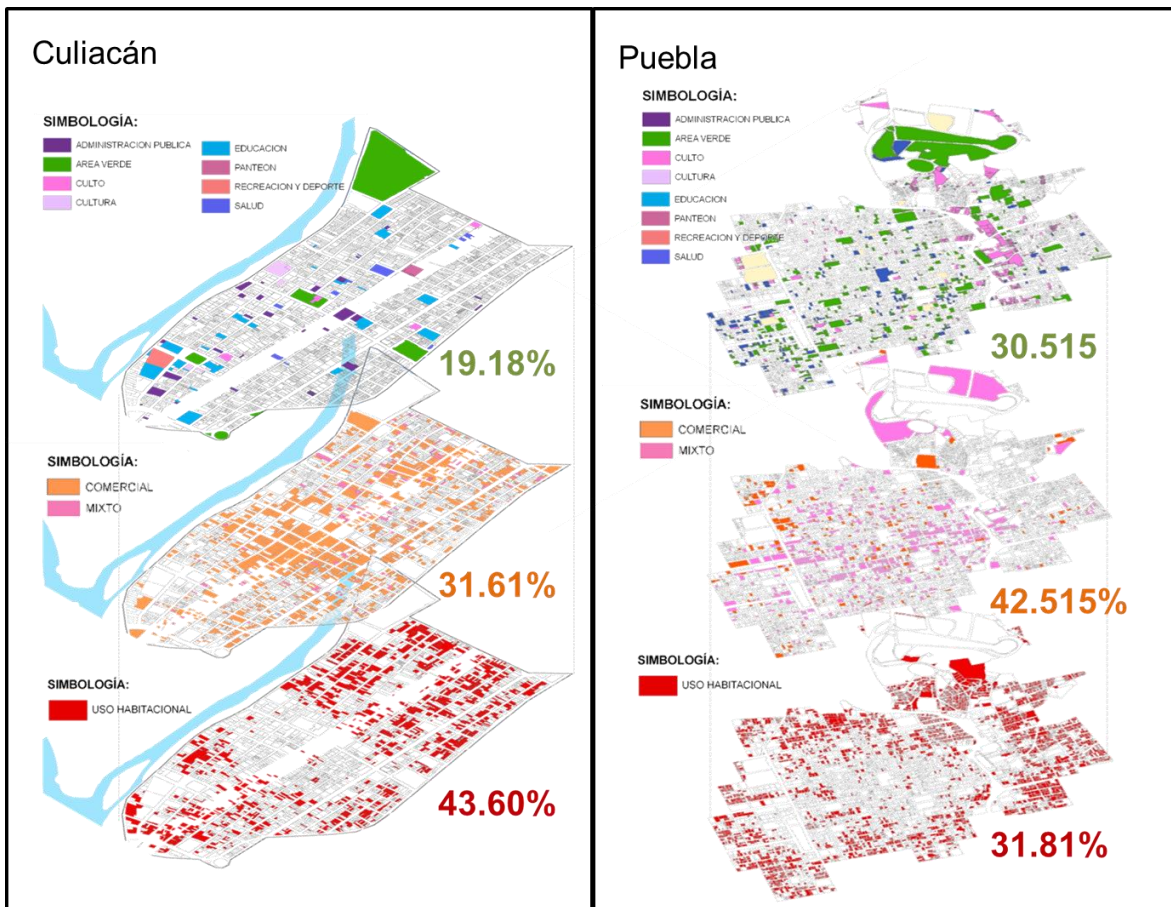 Culiacán
SIMBOLOGÍA:
ADMINISTRACION PUBLICA
AREA VERDE
CULTO
CULTURA
EDUCACION
PANTEON
RECREACION Y DEPORTE
SALUD
19.18%
SIMBOLOGÍA:
COMERCIAL
MIXTO
31.61%
SIMBOLOGÍA:
USO HABITACIONAL
43.60%
Puebla
SIMBOLOGÍA:
ADMINISTRACION PUBLICA
AREA VERDE
CULTO
CULTURA
EDUCACION
PANTEON
RECREACION Y DEPORTE
SALUD
30.515
SIMBOLOGÍA:
COMERCIAL
MIXTO
42.515%
SIMBOLOGÍA:
USO HABITACIONAL
31.81%